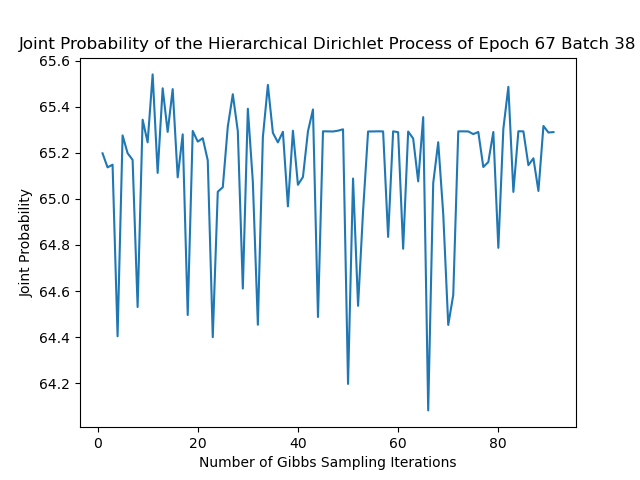 Joint Probability of the Hierarchical Dirichlet Process of Epoch 67 Batch 38
65.6
65.4
65.2
65.0
64.8
64.6
64.4
64.2
Joint Probability
0 20 40 60 80
Number of Gibbs Sampling Iterations